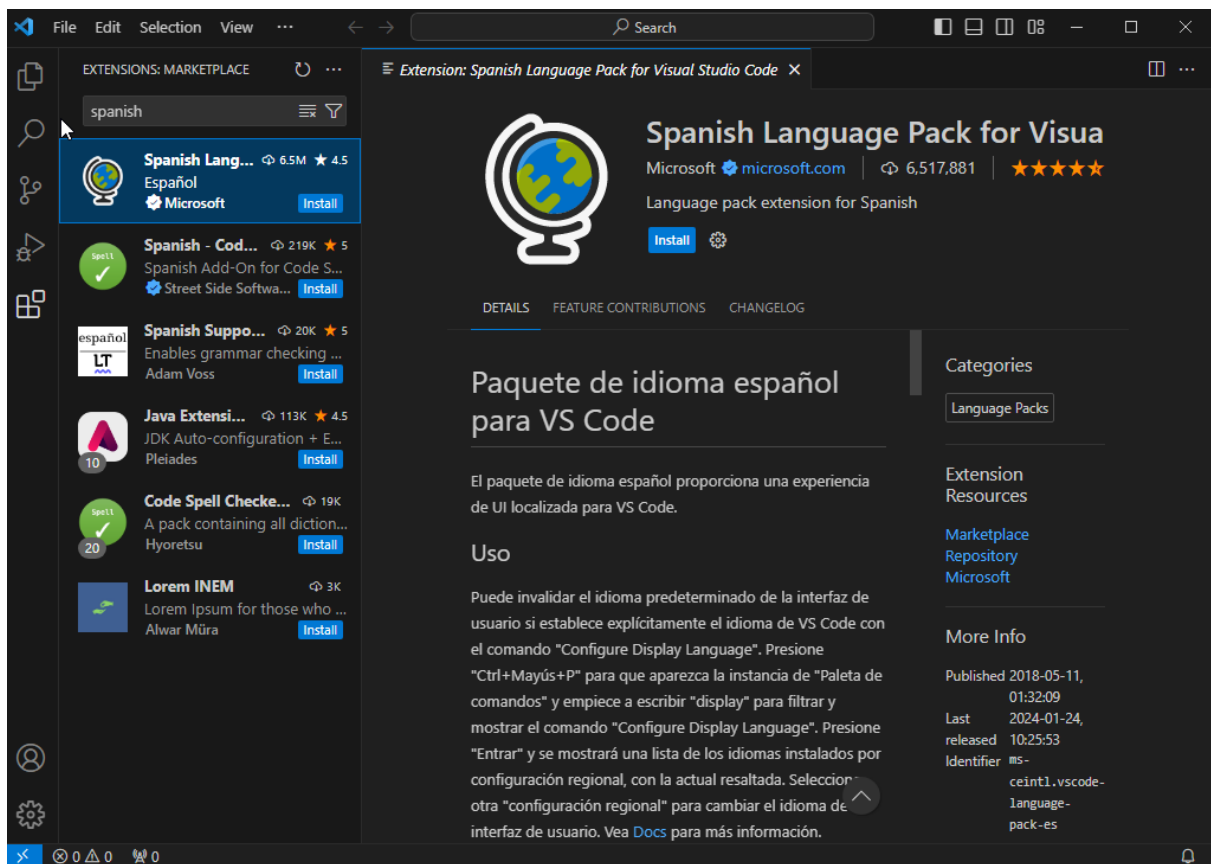 File Edit Selection View ··· Search
EXTENSIONS: MARKETPLACE
spanish
Spanish Lang... 6.5M ★ 4.5
Español
Microsoft Install
Spanish - Cod... 219K ★ 5
Spanish Add-On for Code S...
Street Side Softwa... Install
Spell
español
LT
Spanish Suppo... 20K ★ 5
Enables grammar checking ...
Adam Voss Install
Java Extensi... 113K ★ 4.5
JDK Auto-configuration + E...
10 Pleiades Install
Code Spell Checke... 19K
Spell
A pack containing all diction...
20 Hyoretsu Install
Lorem INEM 3K
Lorem Ipsum for those who ...
Alwar Müra Install
Extension: Spanish Language Pack for Visual Studio Code
Spanish Language Pack for Visua
Microsoft microsoft.com 6,517,881
Language pack extension for Spanish
Install
DETAILS FEATURE CONTRIBUTIONS CHANGELOG
Paquete de idioma español
para VS Code
El paquete de idioma español proporciona una experiencia
de UI localizada para VS Code.
Uso
Puede invalidar el idioma predeterminado de la interfaz de
usuario si establece explícitamente el idioma de VS Code con
el comando "Configure Display Language". Presione
"Ctrl+Mayús+P" para que aparezca la instancia de "Paleta de
comandos" y empiece a escribir "display" para filtrar y
mostrar el comando "Configure Display Language". Presione
"Entrar" y se mostrará una lista de los idiomas instalados por
configuración regional, con la actual resaltada.
otra "configuración regional" para cambiar el idioma de
interfaz de usuario. Vea Docs para más información.
Categories
Language Packs
Extension
Resources
Marketplace
Repository
Microsoft
More Info
Published 2018-05-11,
01:32:09
Last 2024-01-24,
released 10:25:53
Identifier ms-
ceintl.vscode-
language-
pack-es
0 0 0